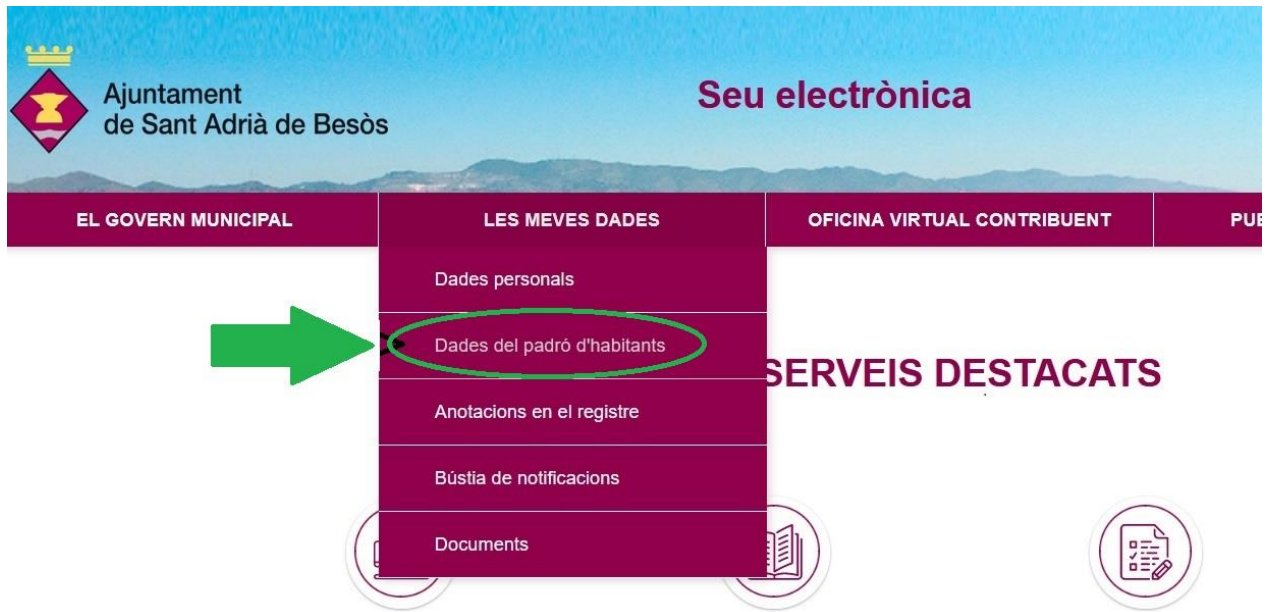 Ajuntament
de Sant Adrià de Besòs
Seu electrònica
EL GOVERN MUNICIPAL
LES MEVES DADES
OFICINA VIRTUAL CONTRIBUENT
Dades personals
Dades del padró d'habitants
Anotacions en el registre
Bústia de notificacions
Documents
SERVEIS DESTACATS